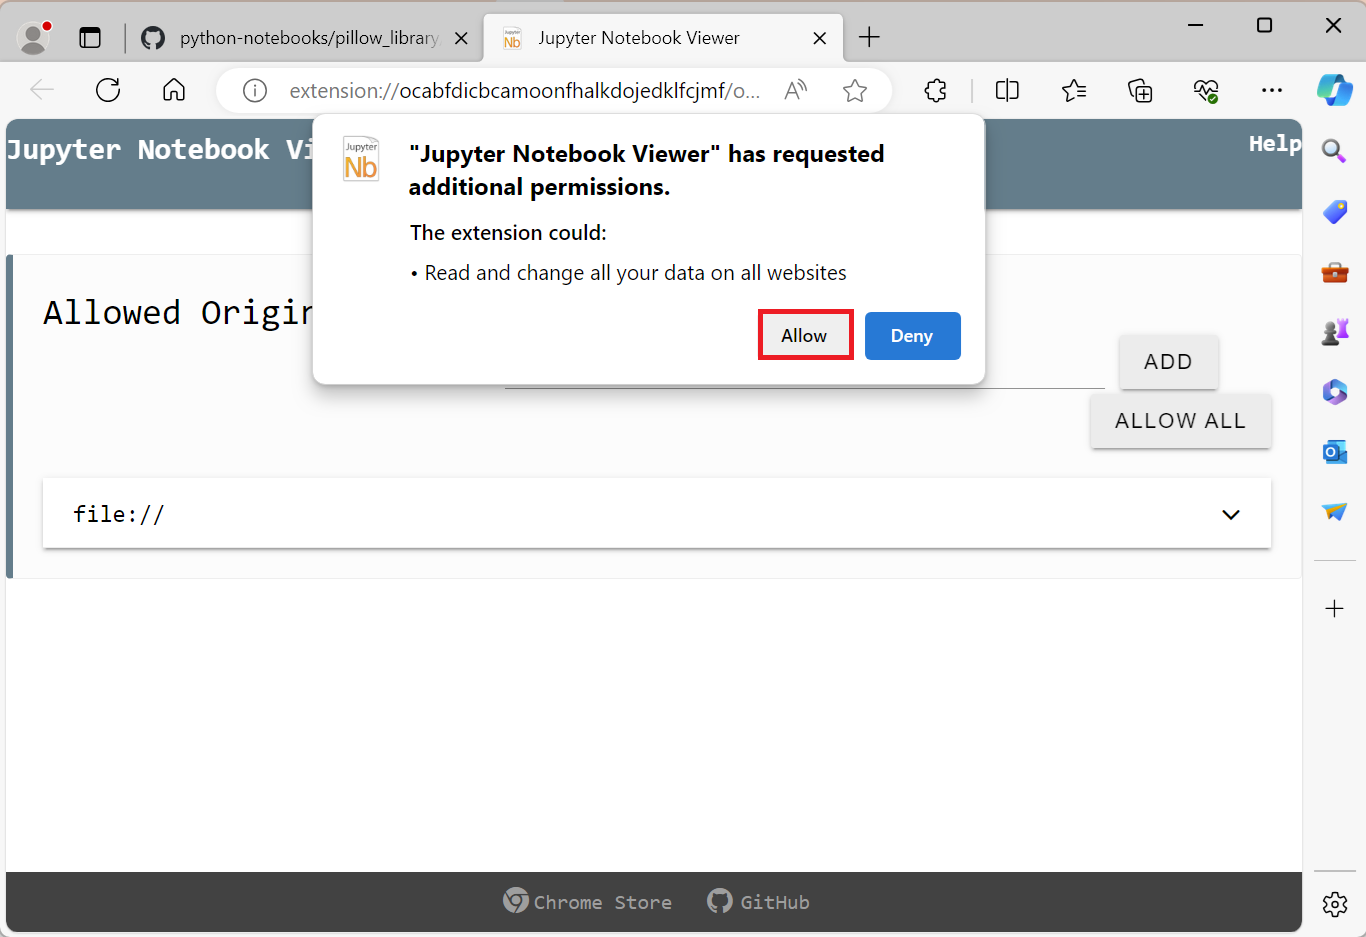 python-notebooks/pillow_library
Jupyter Notebook Viewer
extension://ocabfdicbcamoonfhalkdojedklfcjmf/o...
Jupyter Notebook Vi
Help
Jupyter
Nb
"Jupyter Notebook Viewer" has requested
additional permissions.
The extension could:
• Read and change all your data on all websites
Allow
Deny
Allowed Origin
ADD
ALLOW ALL
file://
Chrome Store
GitHub